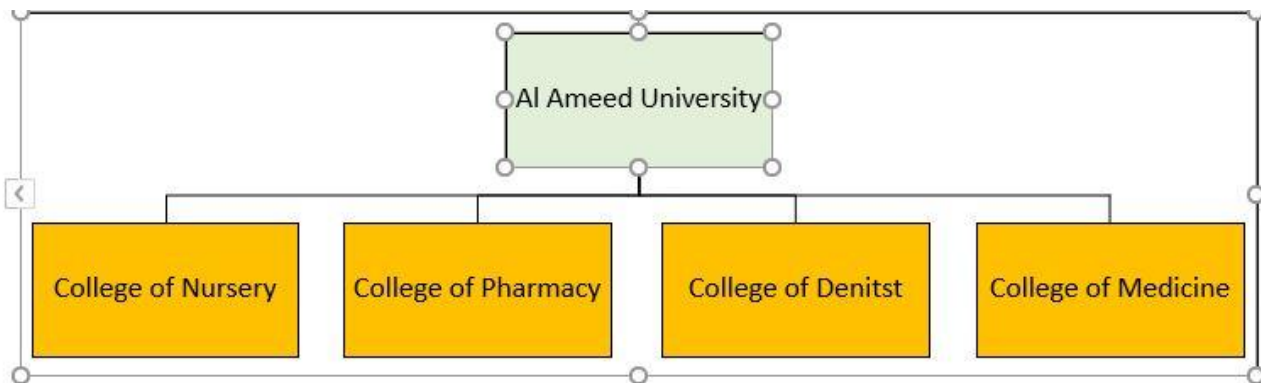 Al Ameed University
College of Nursery
College of Pharmacy
College of Denitst
College of Medicine